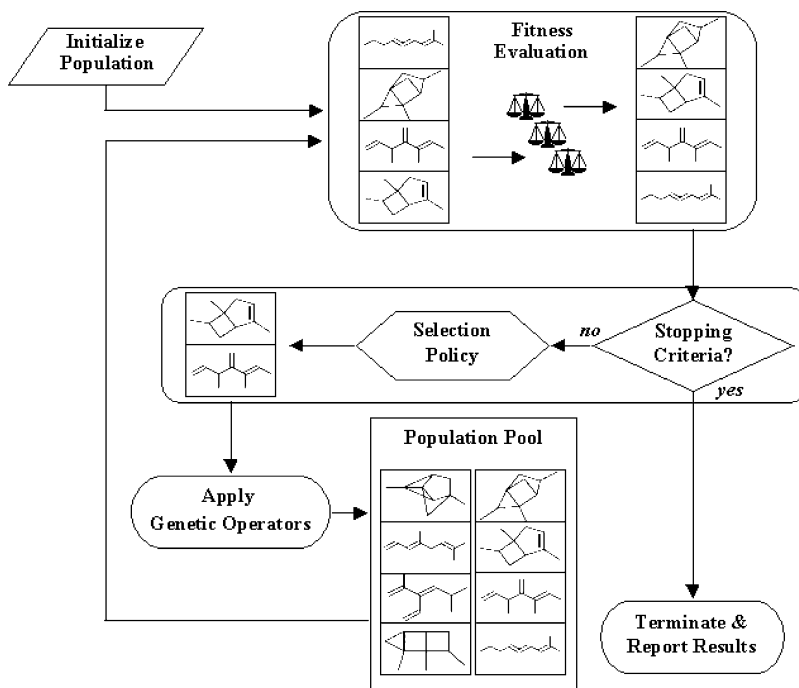 Initialize
Population
Fitness
Evaluation
Stopping
Criteria?
no
yes
Selection
Policy
Apply
Genetic Operators
Population Pool
Terminate &
Report Results